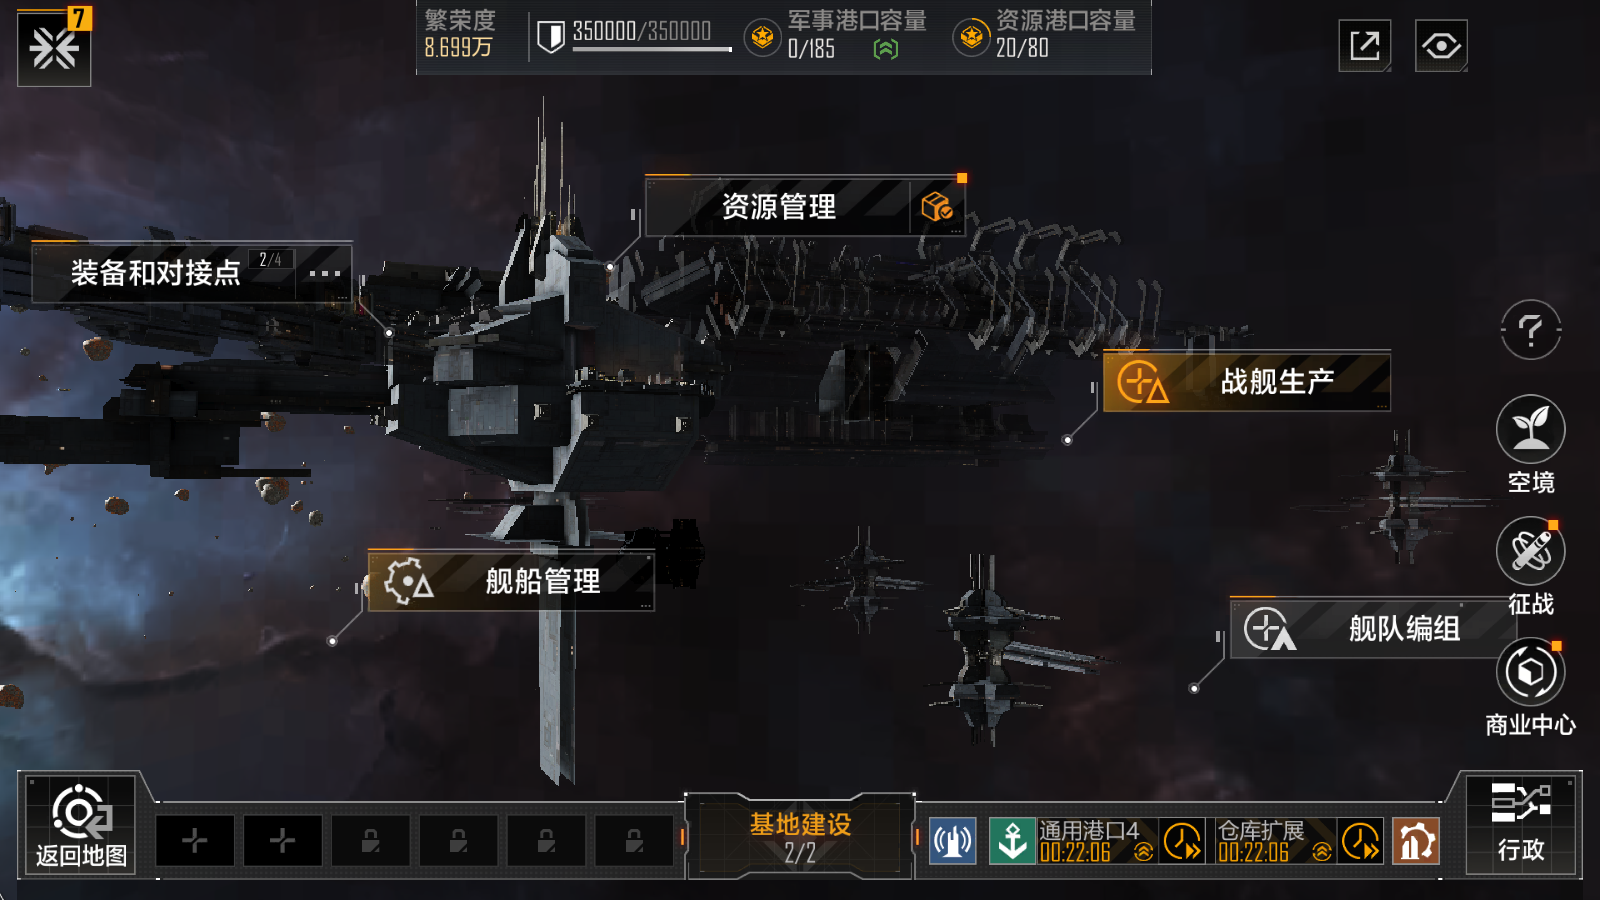 7
繁荣度
8.699万
350000/350000
军事港口容量
0/185
资源港口容量
20/80
资源管理
装备和对接点
2/4
战舰生产
空境
舰船管理
征战
舰队编组
商业中心
返回地图
基地建设
2/2
通用港口4
00:22:06
仓库扩展
00:22:06
行政